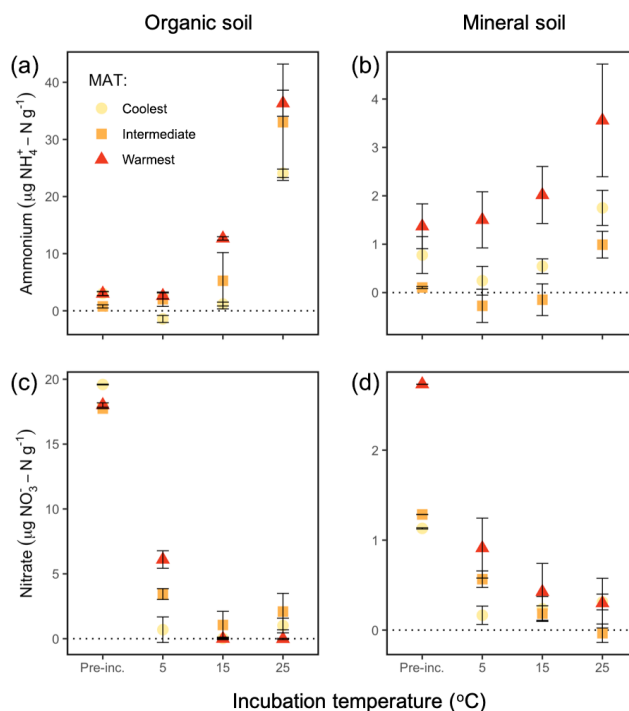 Organic soil
Mineral soil
(a)
MAT:
Coolest
Intermediate
Warmest
Ammonium (µg NH₄⁺ – N g⁻¹)
40
30
20
10
0
(b)
4
3
2
1
0
(c)
Nitrate (µg NO₃⁻ – N g⁻¹)
20
15
10
5
0
(d)
2
1
0
Pre-inc. 5 15 25
Pre-inc. 5 15 25
Incubation temperature (°C)